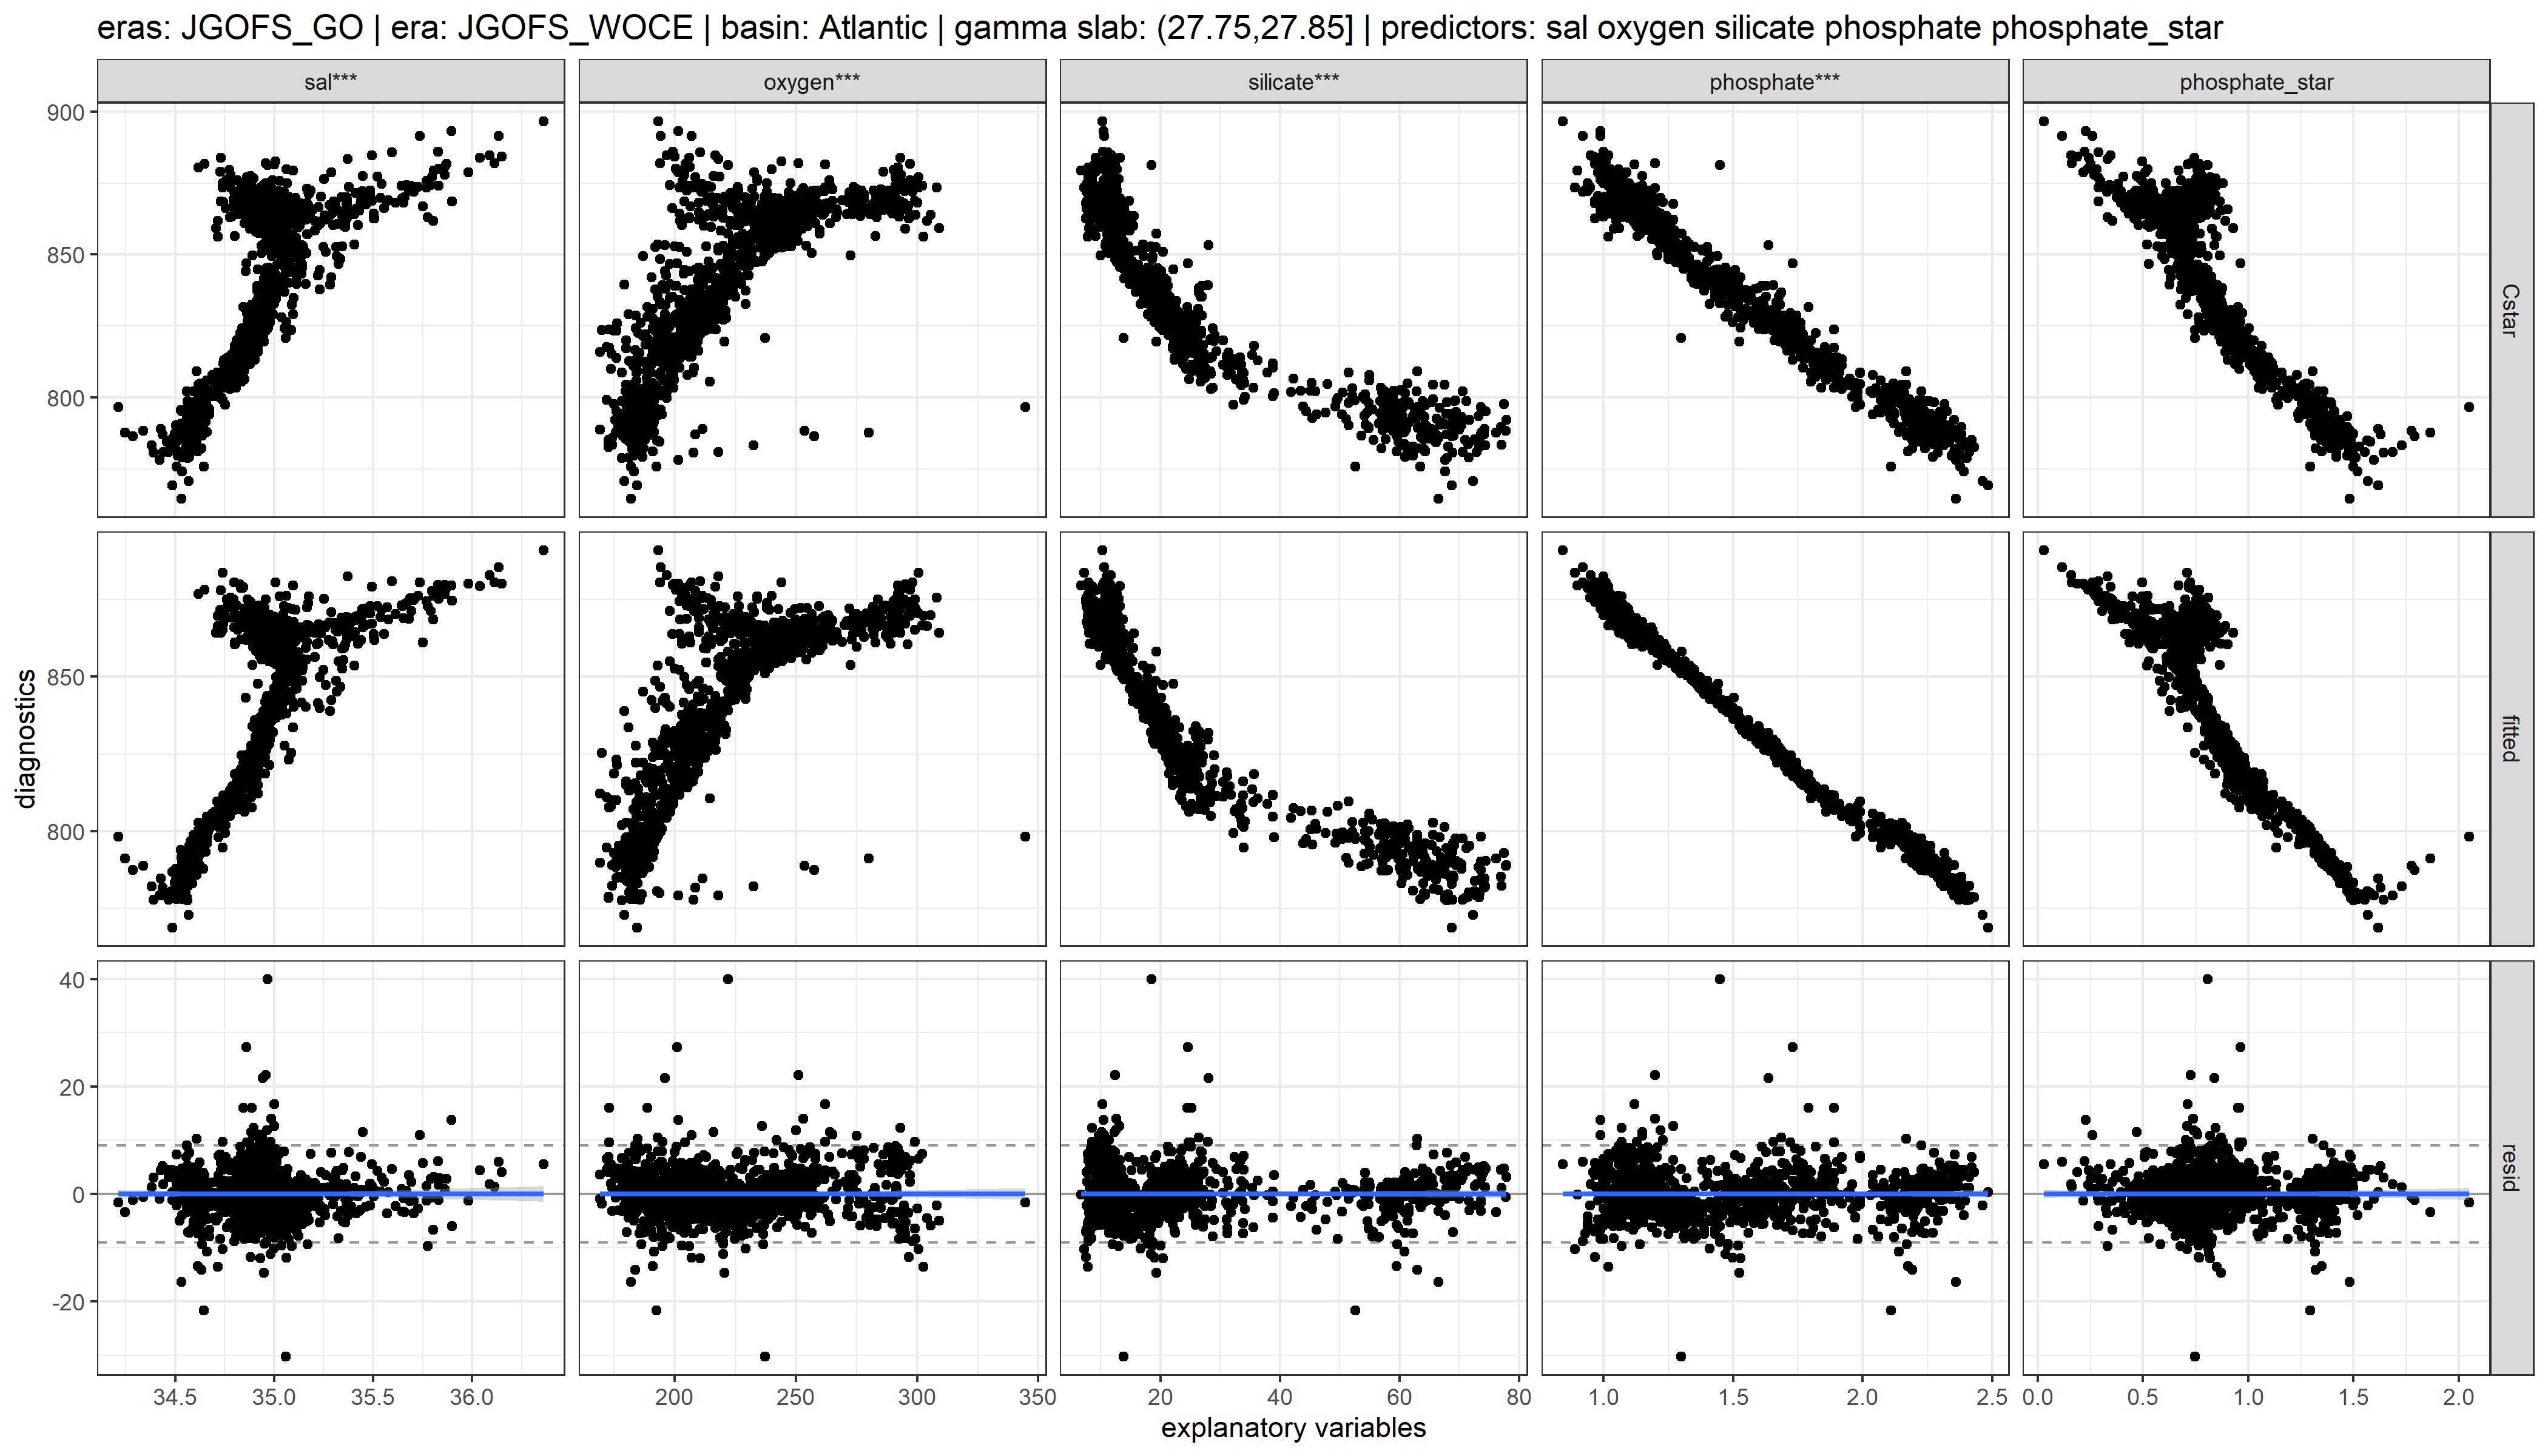 eras: JGOFS_GO | era: JGOFS_WOCE | basin: Atlantic | gamma slab: (27.75,27.85] | predictors: sal oxygen silicate phosphate phosphate_star
sal*** oxygen*** silicate*** phosphate*** phosphate_star
900
850
800
Cstar
850
800
fitted
diagnostics
40
20
0
-20
resid
34.5 35.0 35.5 36.0 200 250 300 350 20 40 60 80 1.0 1.5 2.0 2.5 0.0 0.5 1.0 1.5 2.0
explanatory variables